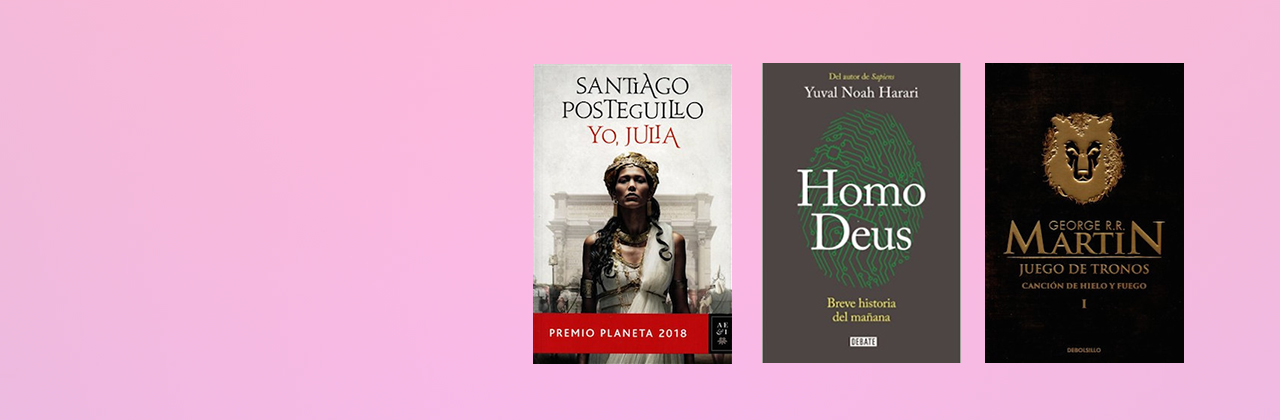 SANTIAGO
POSTEGUILLO
YO, JULIA
PREMIO PLANETA 2018
AE
&I
Del autor de Sapiens
Yuval Noah Harari
Homo
Deus
Breve historia
del mañana
DEBATE
GEORGE R.R.
MARTIN
JUEGO DE TRONOS
CANCIÓN DE HIELO Y FUEGO
I
DEBOLSILLO